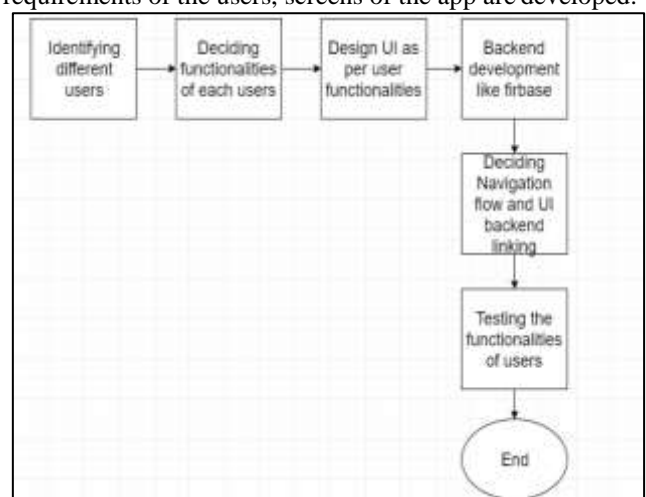 requirements of the users, screens of the app are developed.
Identifying
different
users
Deciding
functionalities
of each users
Design UI as
per user
functionalities
Backend
development
like firbase
Deciding
Navigation
flow and UI
backend
linking
Testing the
functionalities
of users
End